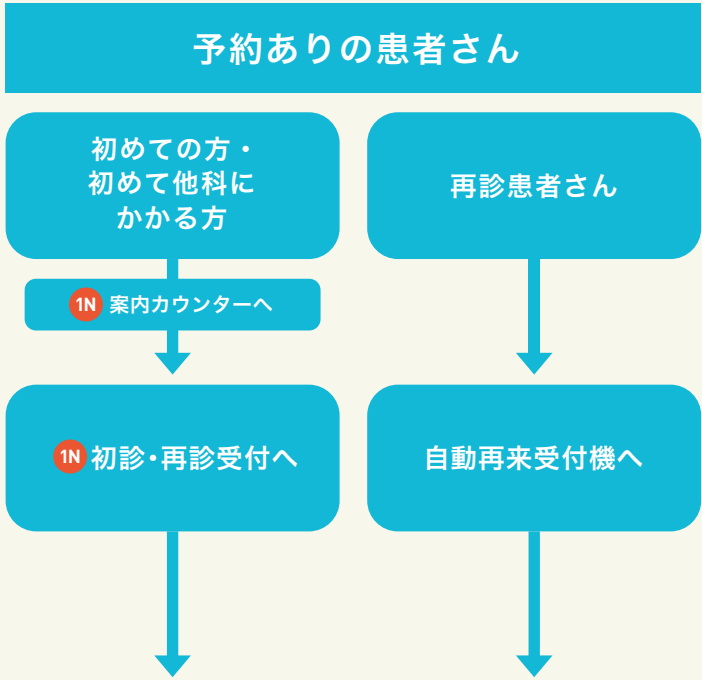 予約ありの患者さん
初めての方・
初めて他科に
かかる方
再診患者さん
1N 案内カウンターへ
1N 初診・再診受付へ
自動再来受付機へ